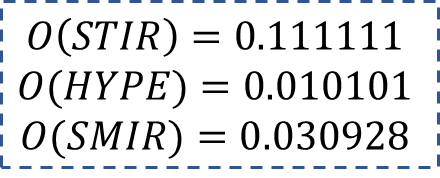 O(STIR) = 0.111111
O(HYPE) = 0.010101
O(SMIR) = 0.030928